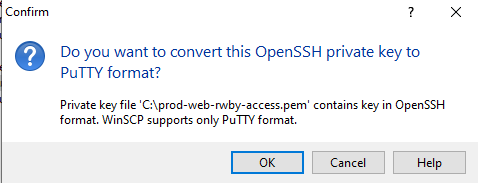 Confirm
Do you want to convert this OpenSSH private key to
PuTTY format?
Private key file 'C:\prod-web-rwby-access.pem' contains key in OpenSSH
format. WinSCP supports only PuTTY format.
OK Cancel Help